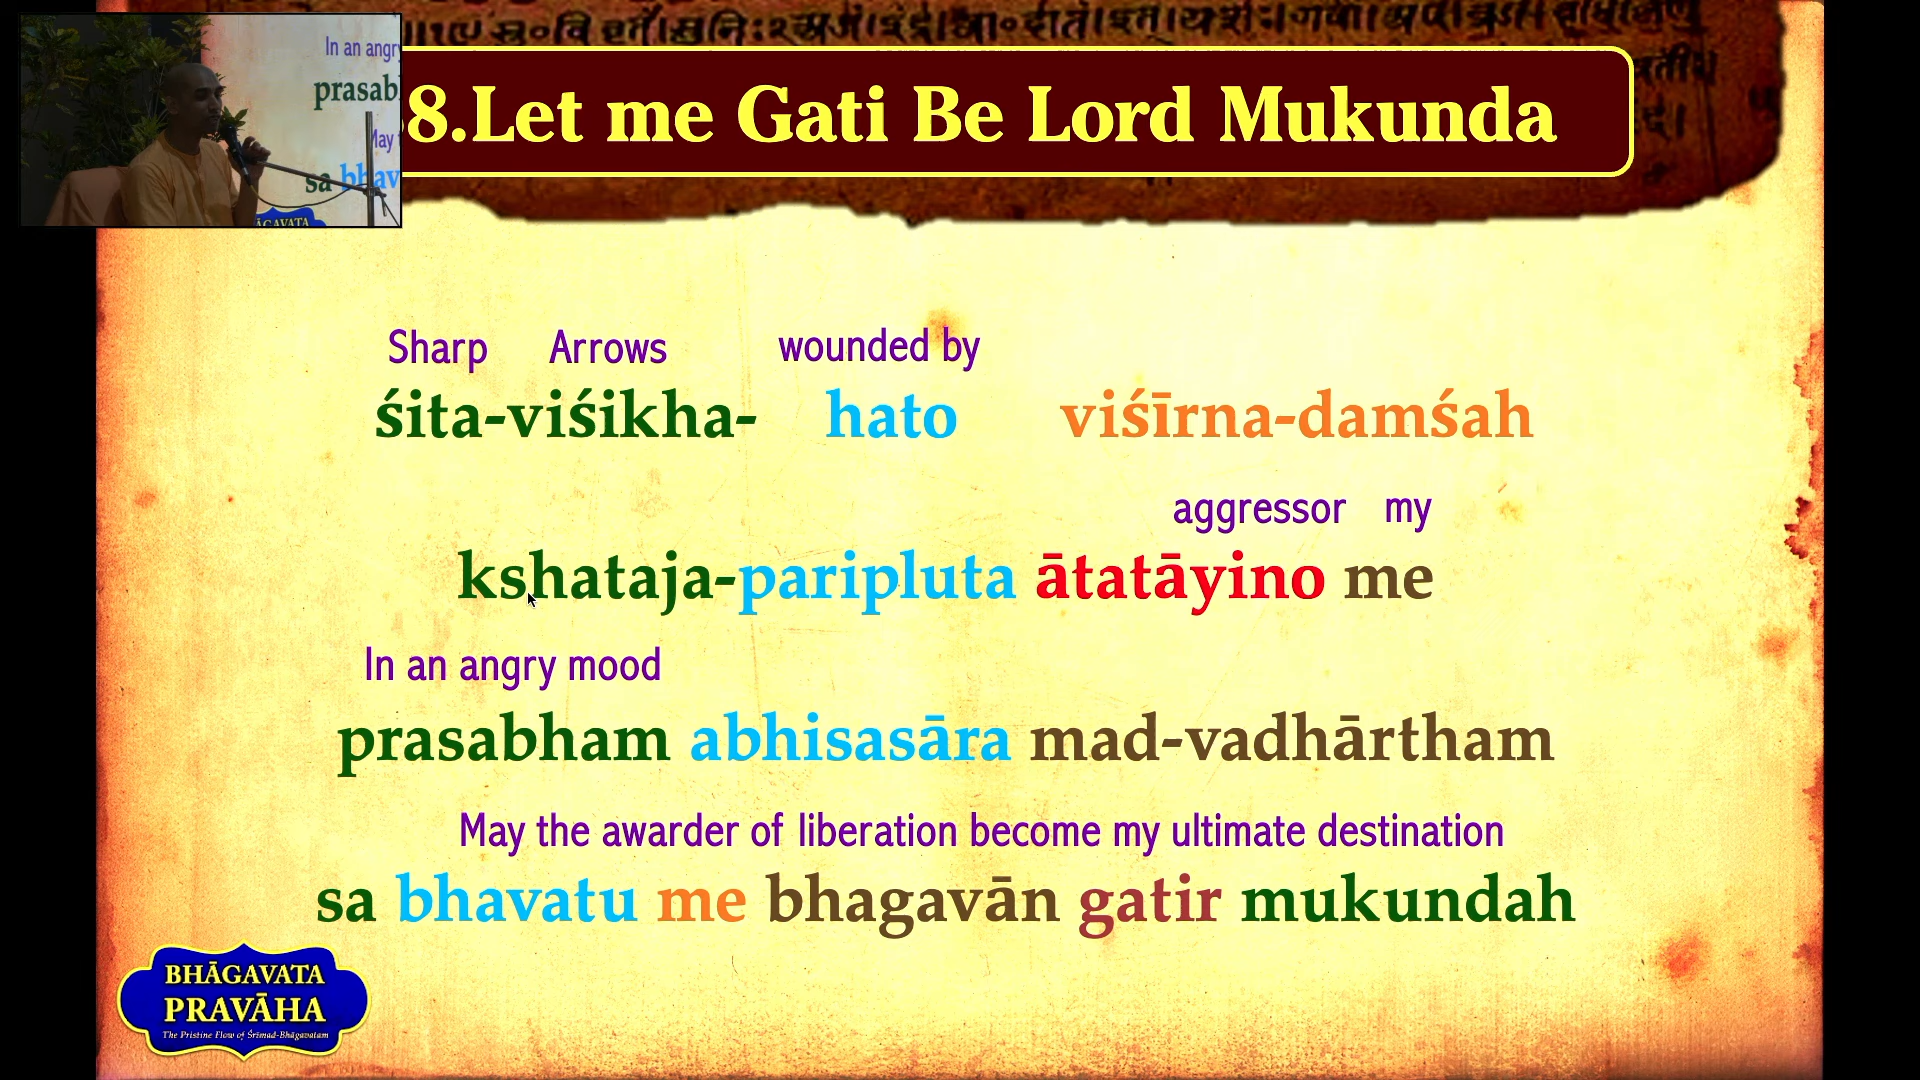 8.Let me Gati Be Lord Mukunda
In an angry
prasab
May
sa bhav
BHĀGAVATA
Sharp Arrows wounded by
śita-viśikha- hato viśīrna-damśah
aggressor my
kshataja-paripluta ātatāyino me
In an angry mood
prasabham abhisasāra mad-vadhārtham
May the awarder of liberation become my ultimate destination
sa bhavatu me bhagavān gatir mukundah
BHĀGAVATA
PRAVĀHA
The Pristine Flow of Śrīmad-Bhāgavatam